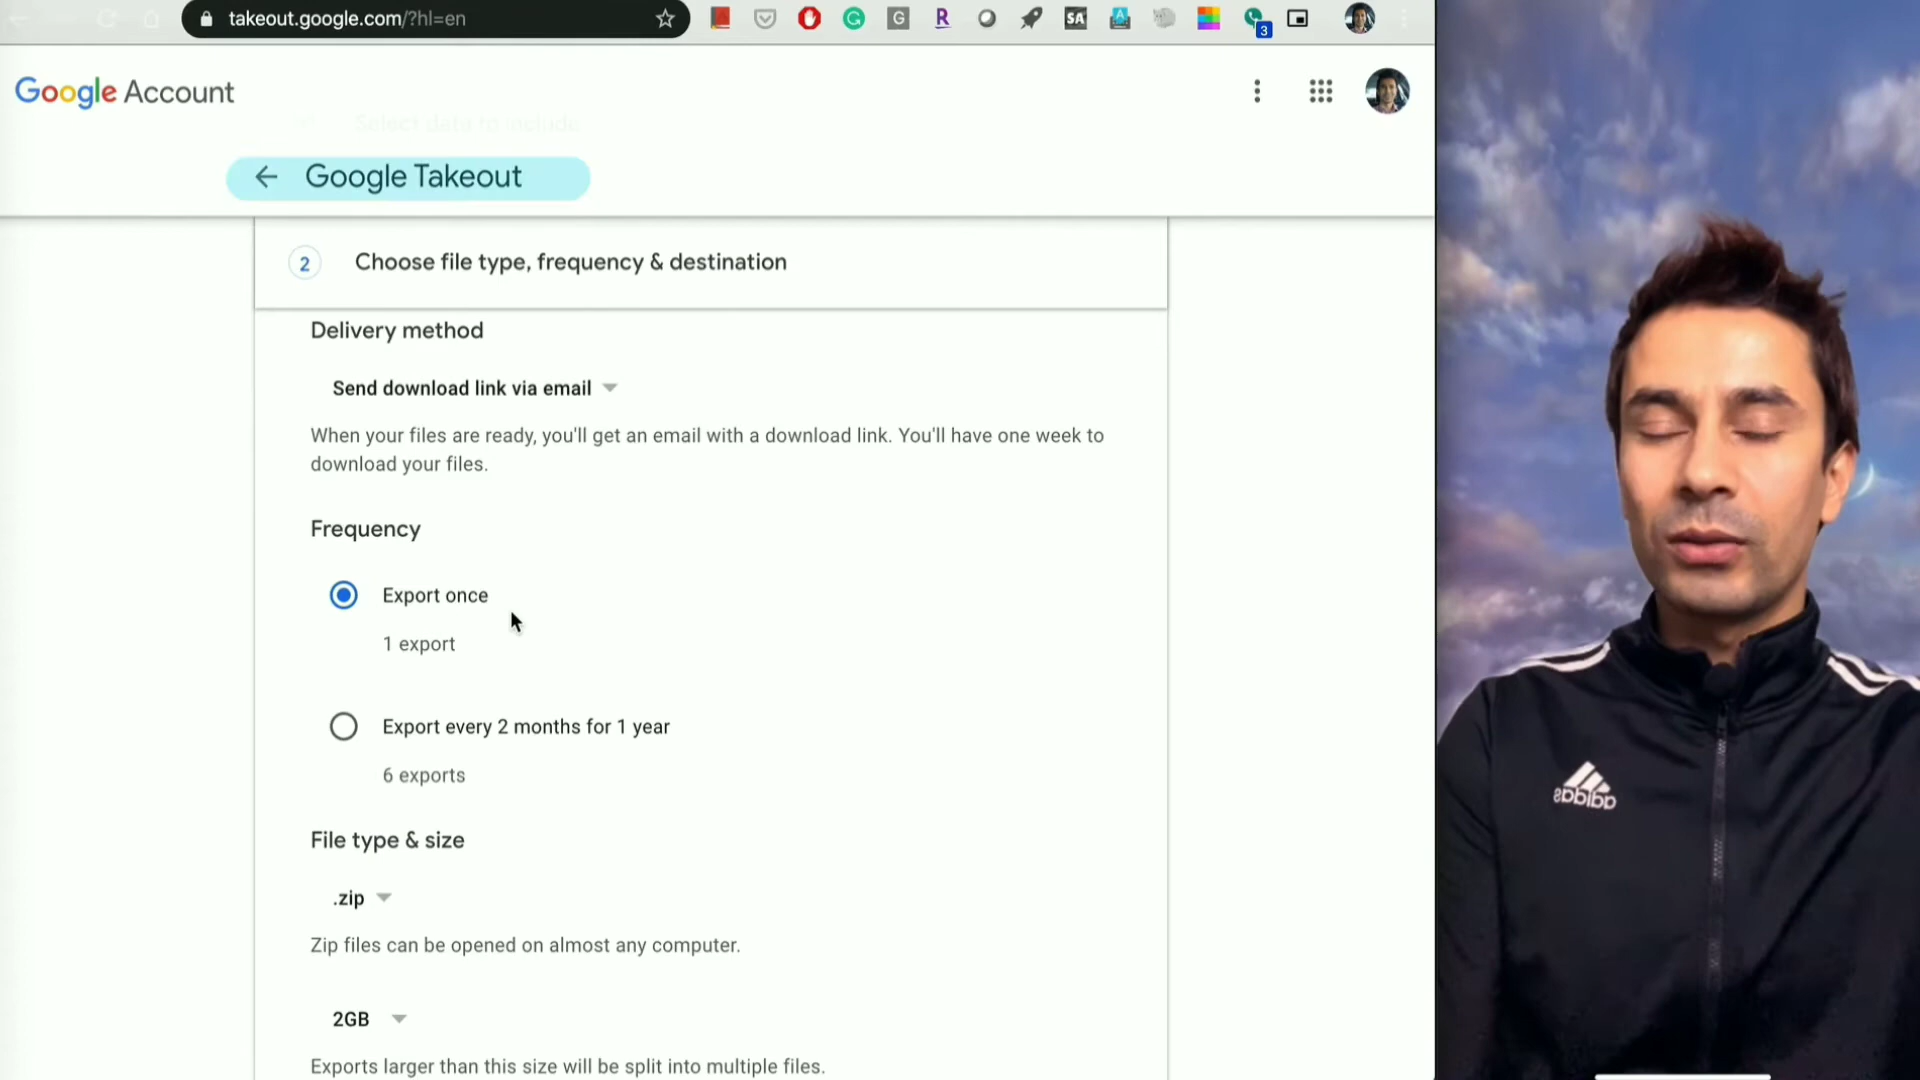 takeout.google.com/?hl=en
G
R
SA
A
3
Google Account
Select data to include
Google Takeout
2 Choose file type, frequency & destination
Delivery method
Send download link via email
When your files are ready, you'll get an email with a download link. You'll have one week to
download your files.
Frequency
Export once
1 export
Export every 2 months for 1 year
6 exports
File type & size
.zip
Zip files can be opened on almost any computer.
2GB
Exports larger than this size will be split into multiple files.
adidas